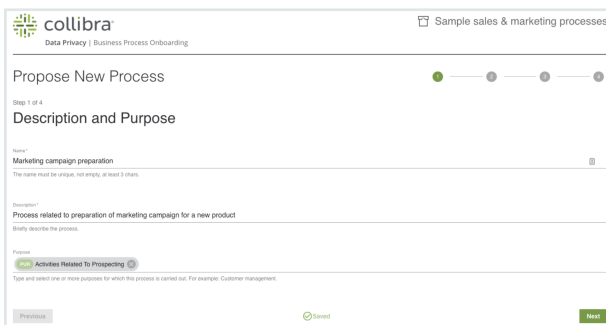 collibra
Sample sales & marketing processes
Data Privacy | Business Process Onboarding
Propose New Process
1 2 3 4
Step 1 of 4
Description and Purpose
Name*
Marketing campaign preparation
The name must be unique, not empty, at least 3 chars.
Description*
Process related to preparation of marketing campaign for a new product
Briefly describe the process.
Purpose
PUR Activities Related To Prospecting
Type and select one or more purposes for which this process is carried out. For example: Customer management.
Previous
Saved
Next